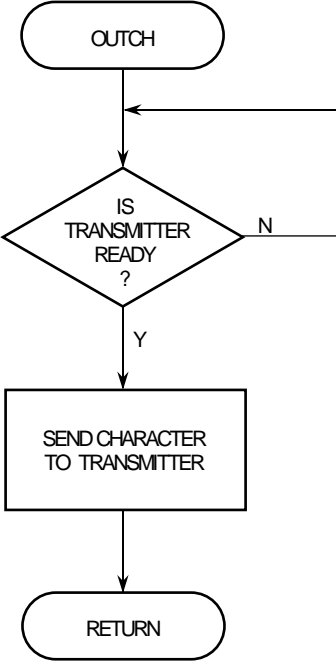 OUTCH
IS
TRANSMITTER
READY
?
N
Y
SEND CHARACTER
TO TRANSMITTER
RETURN